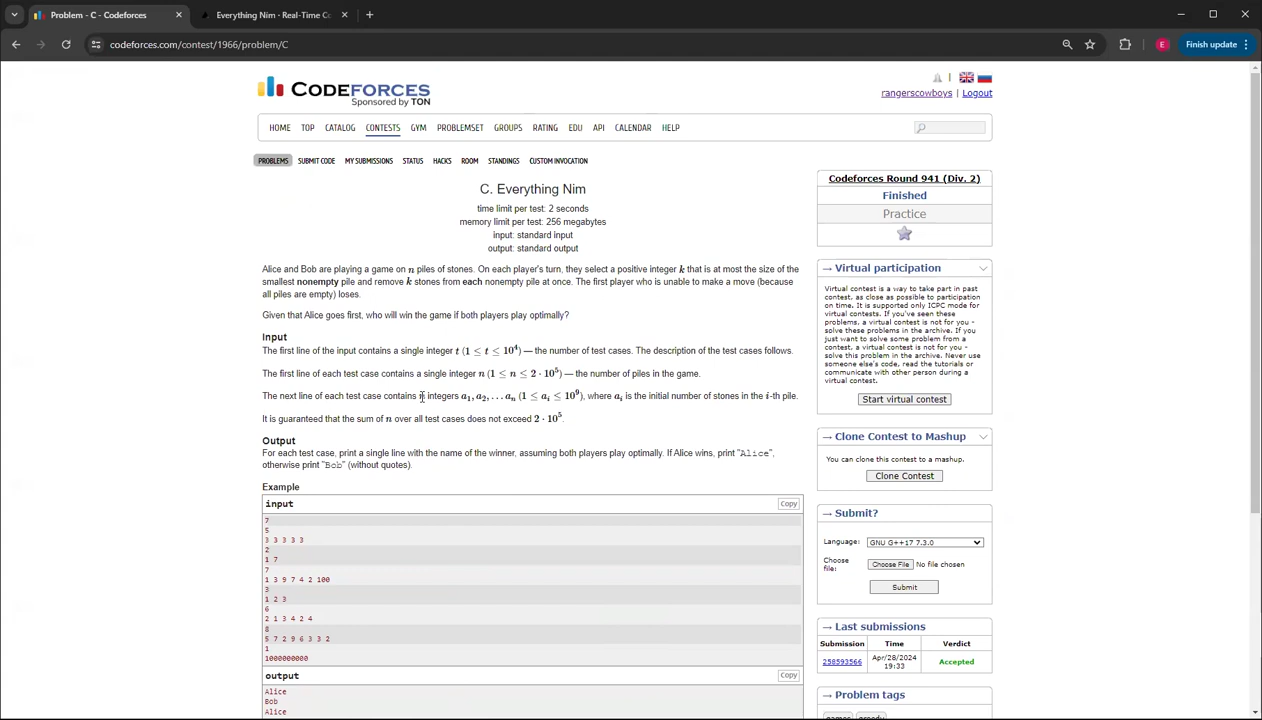 Problem - C - Codeforces
Everything Nim - Real-Time Co
codeforces.com/contest/1966/problem/C
E
Finish update
CODEFORCES
Sponsored by TON
rangerscowboys | Logout
HOME TOP CATALOG CONTESTS GYM PROBLEMSET GROUPS RATING EDU API CALENDAR HELP
PROBLEMS SUBMIT CODE MY SUBMISSIONS STATUS HACKS ROOM STANDINGS CUSTOM INVOCATION
C. Everything Nim
time limit per test: 2 seconds
memory limit per test: 256 megabytes
input: standard input
output: standard output
Alice and Bob are playing a game on n piles of stones. On each player's turn, they select a positive integer k that is at most the size of the
smallest nonempty pile and remove k stones from each nonempty pile at once. The first player who is unable to make a move (because
all piles are empty) loses.
Given that Alice goes first, who will win the game if both players play optimally?
Input
The first line of the input contains a single integer t (1 ≤ t ≤ 10⁴) — the number of test cases. The description of the test cases follows.
The first line of each test case contains a single integer n (1 ≤ n ≤ 2 · 10⁵) — the number of piles in the game.
The next line of each test case contains n integers a₁, a₂, . . . aₙ (1 ≤ aᵢ ≤ 10⁹), where aᵢ is the initial number of stones in the i-th pile.
It is guaranteed that the sum of n over all test cases does not exceed 2 · 10⁵.
Output
For each test case, print a single line with the name of the winner, assuming both players play optimally. If Alice wins, print "Alice",
otherwise print "Bob" (without quotes).
Example
input
Copy
7
5
3 3 3 3 3
2
1 7
7
1 3 9 7 4 2 100
3
1 2 3
6
2 1 3 4 2 4
8
5 7 2 9 6 3 3 2
1
1000000000
output
Copy
Alice
Bob
Alice
Codeforces Round 941 (Div. 2)
Finished
Practice
→ Virtual participation
Virtual contest is a way to take part in past
contest, as close as possible to participation
on time. It is supported only ICPC mode for
virtual contests. If you've seen these
problems, a virtual contest is not for you -
solve these problems in the archive. If you
just want to solve some problem from a
contest, a virtual contest is not for you -
solve this problem in the archive. Never use
someone else's code, read the tutorials or
communicate with other person during a
virtual contest.
Start virtual contest
→ Clone Contest to Mashup
You can clone this contest to a mashup.
Clone Contest
→ Submit?
Language: GNU G++17 7.3.0
Choose
file:
Choose File No file chosen
Submit
→ Last submissions
Submission Time Verdict
258593566 Apr/28/2024
19:33 Accepted
→ Problem tags
games greedy